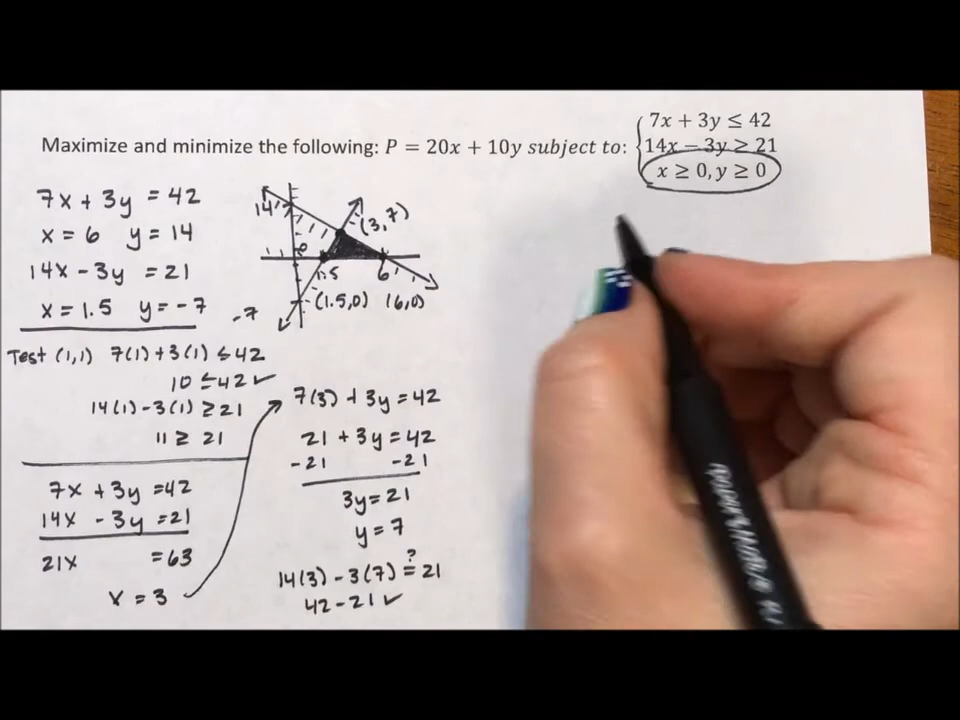 7x + 3y ≤ 42
Maximize and minimize the following: P = 20x + 10y subject to: 14x − 3y ≥ 21
x ≥ 0, y ≥ 0
7x + 3y = 42
x = 6 y = 14
14x - 3y = 21
x = 1.5 y = -7
14
(3,7)
1.5
6
(1.5,0) (6,0)
-7
Test (1,1) 7(1) + 3(1) ≤ 42
10 ≤ 42 ✓
14(1) - 3(1) ≥ 21
11 ≥ 21
7x + 3y = 42
14x - 3y = 21
21x = 63
x = 3
7(3) + 3y = 42
21 + 3y = 42
-21 -21
3y = 21
y = 7
14(3) - 3(7) ≟ 21
42 - 21 ✓